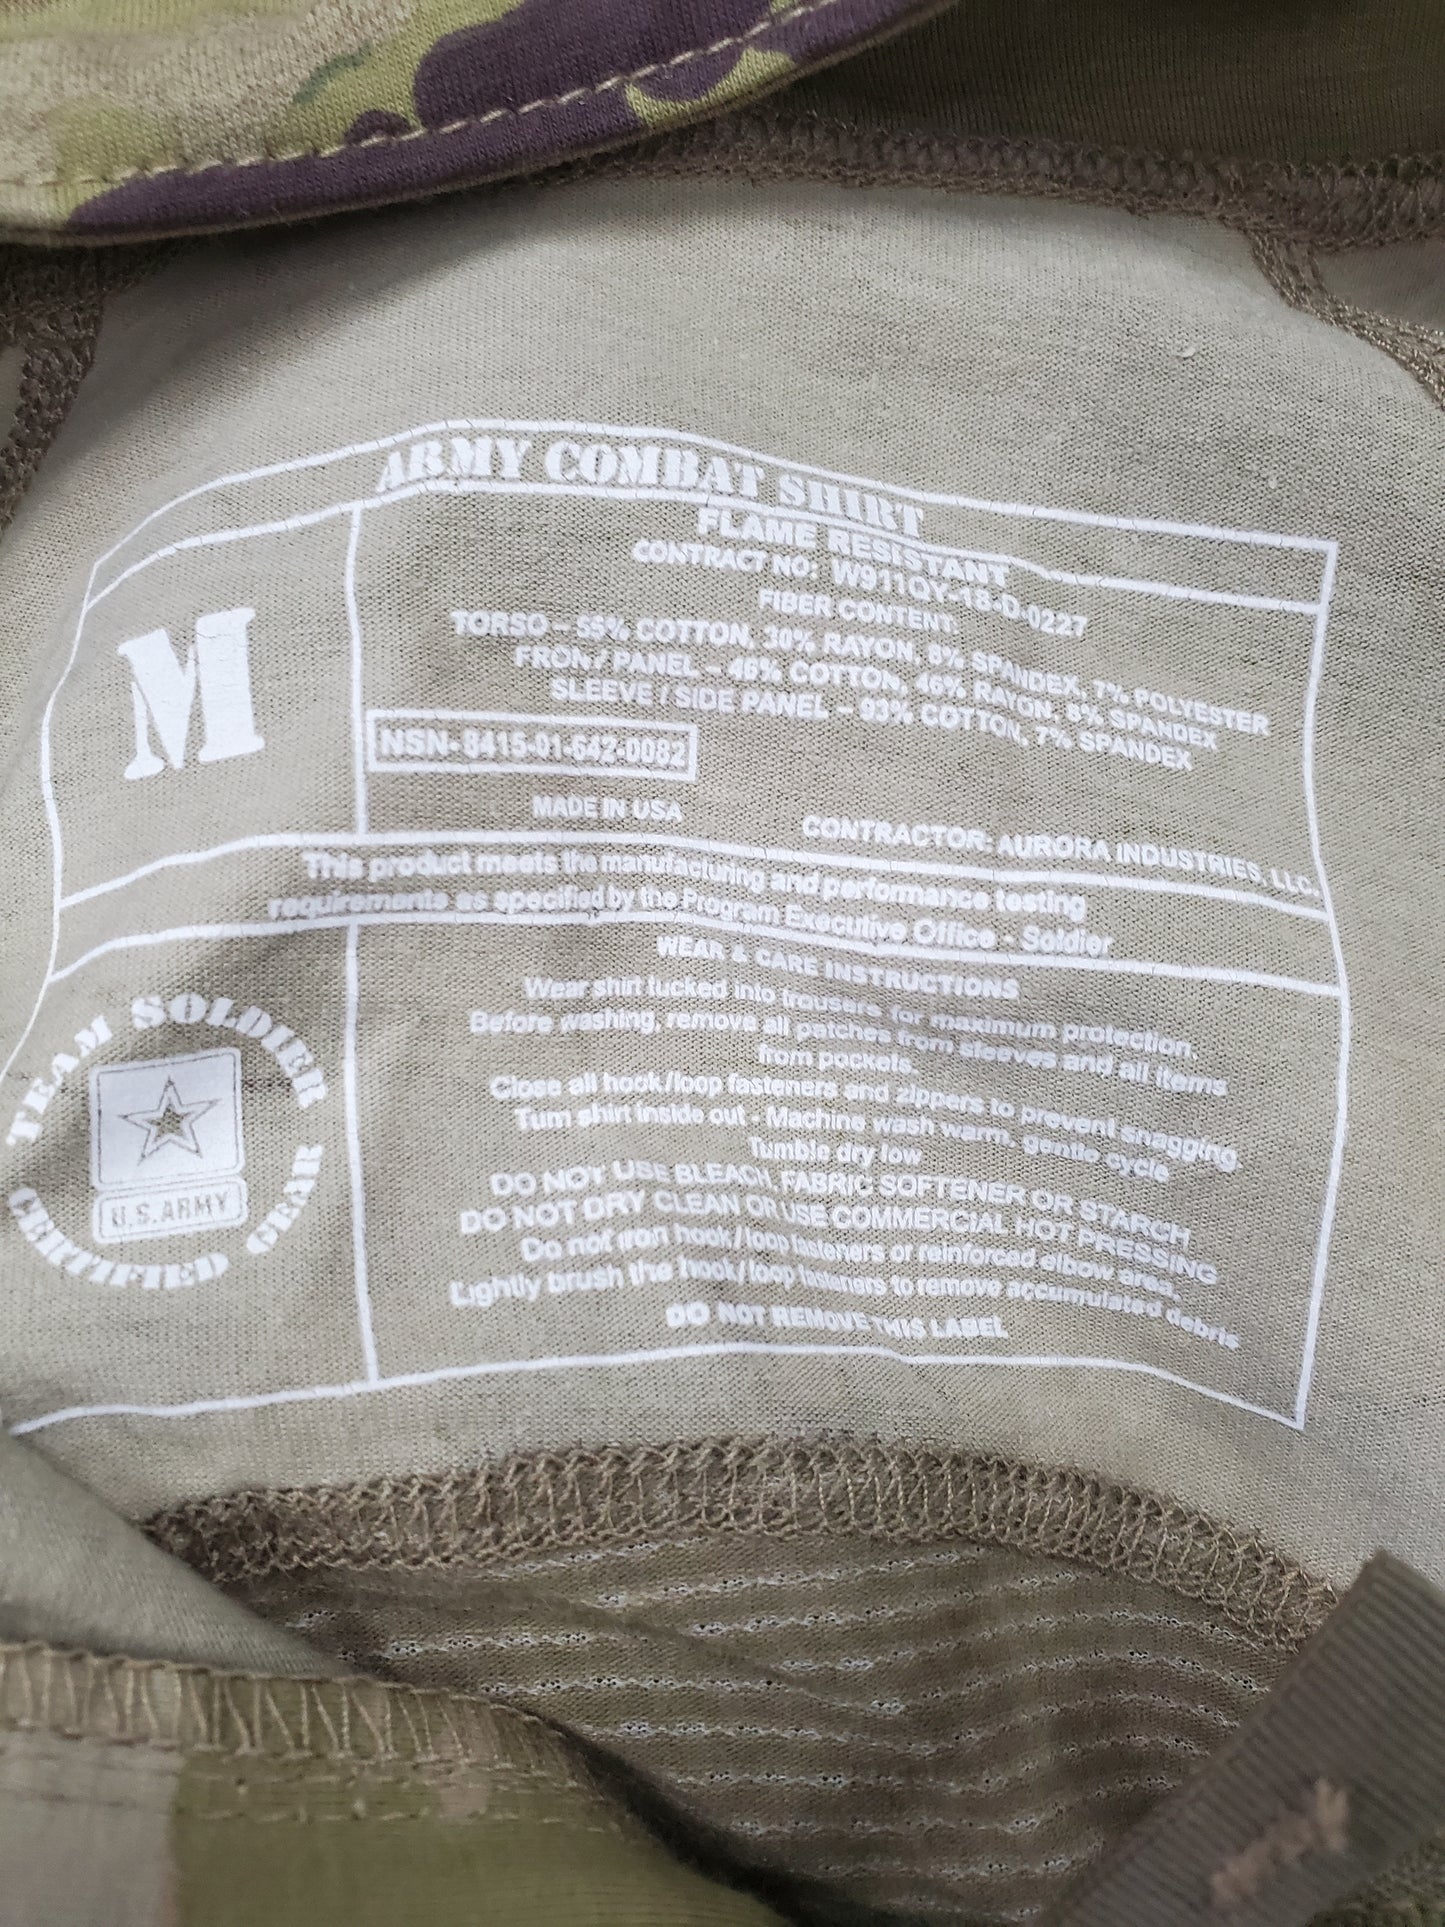 ARMY COMBAT SHIRT
FLAME RESISTANT
CONTRACT NO: W911QY-18-D-0227
FIBER CONTENT:
TORSO – 55% COTTON, 30% RAYON, 8% SPANDEX, 7% POLYESTER
FRONT/ PANEL – 46% COTTON, 46% RAYON, 8% SPANDEX
SLEEVE / SIDE PANEL – 93% COTTON, 7% SPANDEX
M
NSN- 8415-01-642-0082
MADE IN USA
CONTRACTOR: AURORA INDUSTRIES, LLC.
This product meets the manufacturing and performance testing
requirements as specified by the Program Executive Office - Soldier
WEAR & CARE INSTRUCTIONS
Wear shirt tucked into trousers for maximum protection.
Before washing, remove all patches from sleeves and all items
from pockets.
Close all hook/loop fasteners and zippers to prevent snagging.
Turn shirt inside out - Machine wash warm, gentle cycle
Tumble dry low
DO NOT USE BLEACH, FABRIC SOFTENER OR STARCH
DO NOT DRY CLEAN OR USE COMMERCIAL HOT PRESSING
Do not iron hook/loop fasteners or reinforced elbow area.
Lightly brush the hook/loop fasteners to remove accumulated debris
DO NOT REMOVE THIS LABEL
TEAM SOLDIER
U.S.ARMY
CERTIFIED GEAR